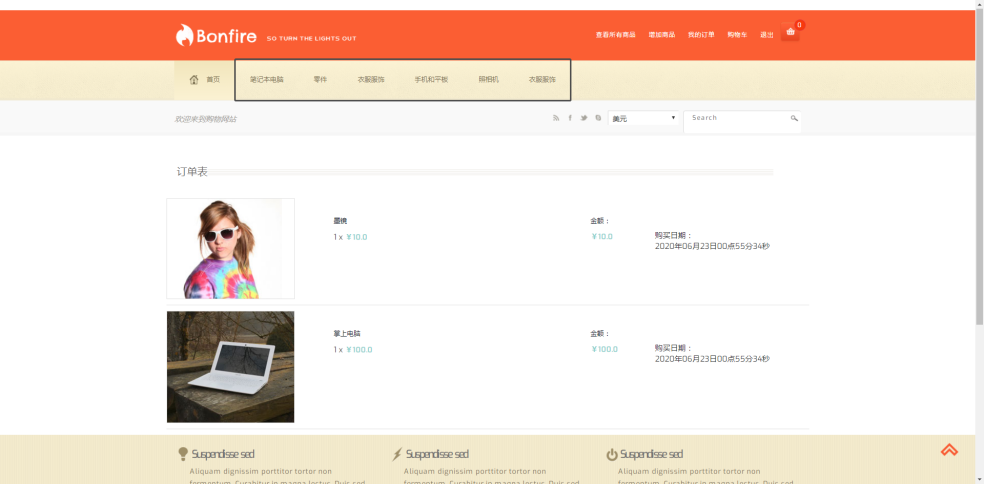 Bonfire SO TURN THE LIGHTS OUT
查看所有商品 增加商品 我的订单 购物车 退出 0
首页 笔记本电脑 零件 衣服服饰 手机和平板 照相机 衣服服饰
欢迎来到购物网站 美元 Search
订单表
墨镜 金额：
1 x ￥10.0 ￥10.0 购买日期：
2020年06月23日00点55分34秒
掌上电脑 金额：
1 x ￥100.0 ￥100.0 购买日期：
2020年06月23日00点55分34秒
Suspendisse sed Suspendisse sed Suspendisse sed
Aliquam dignissim porttitor tortor non Aliquam dignissim porttitor tortor non Aliquam dignissim porttitor tortor non
fermentum. Curabitur in magna lectus. Duis sed fermentum. Curabitur in magna lectus. Duis sed fermentum. Curabitur in magna lectus. Duis sed